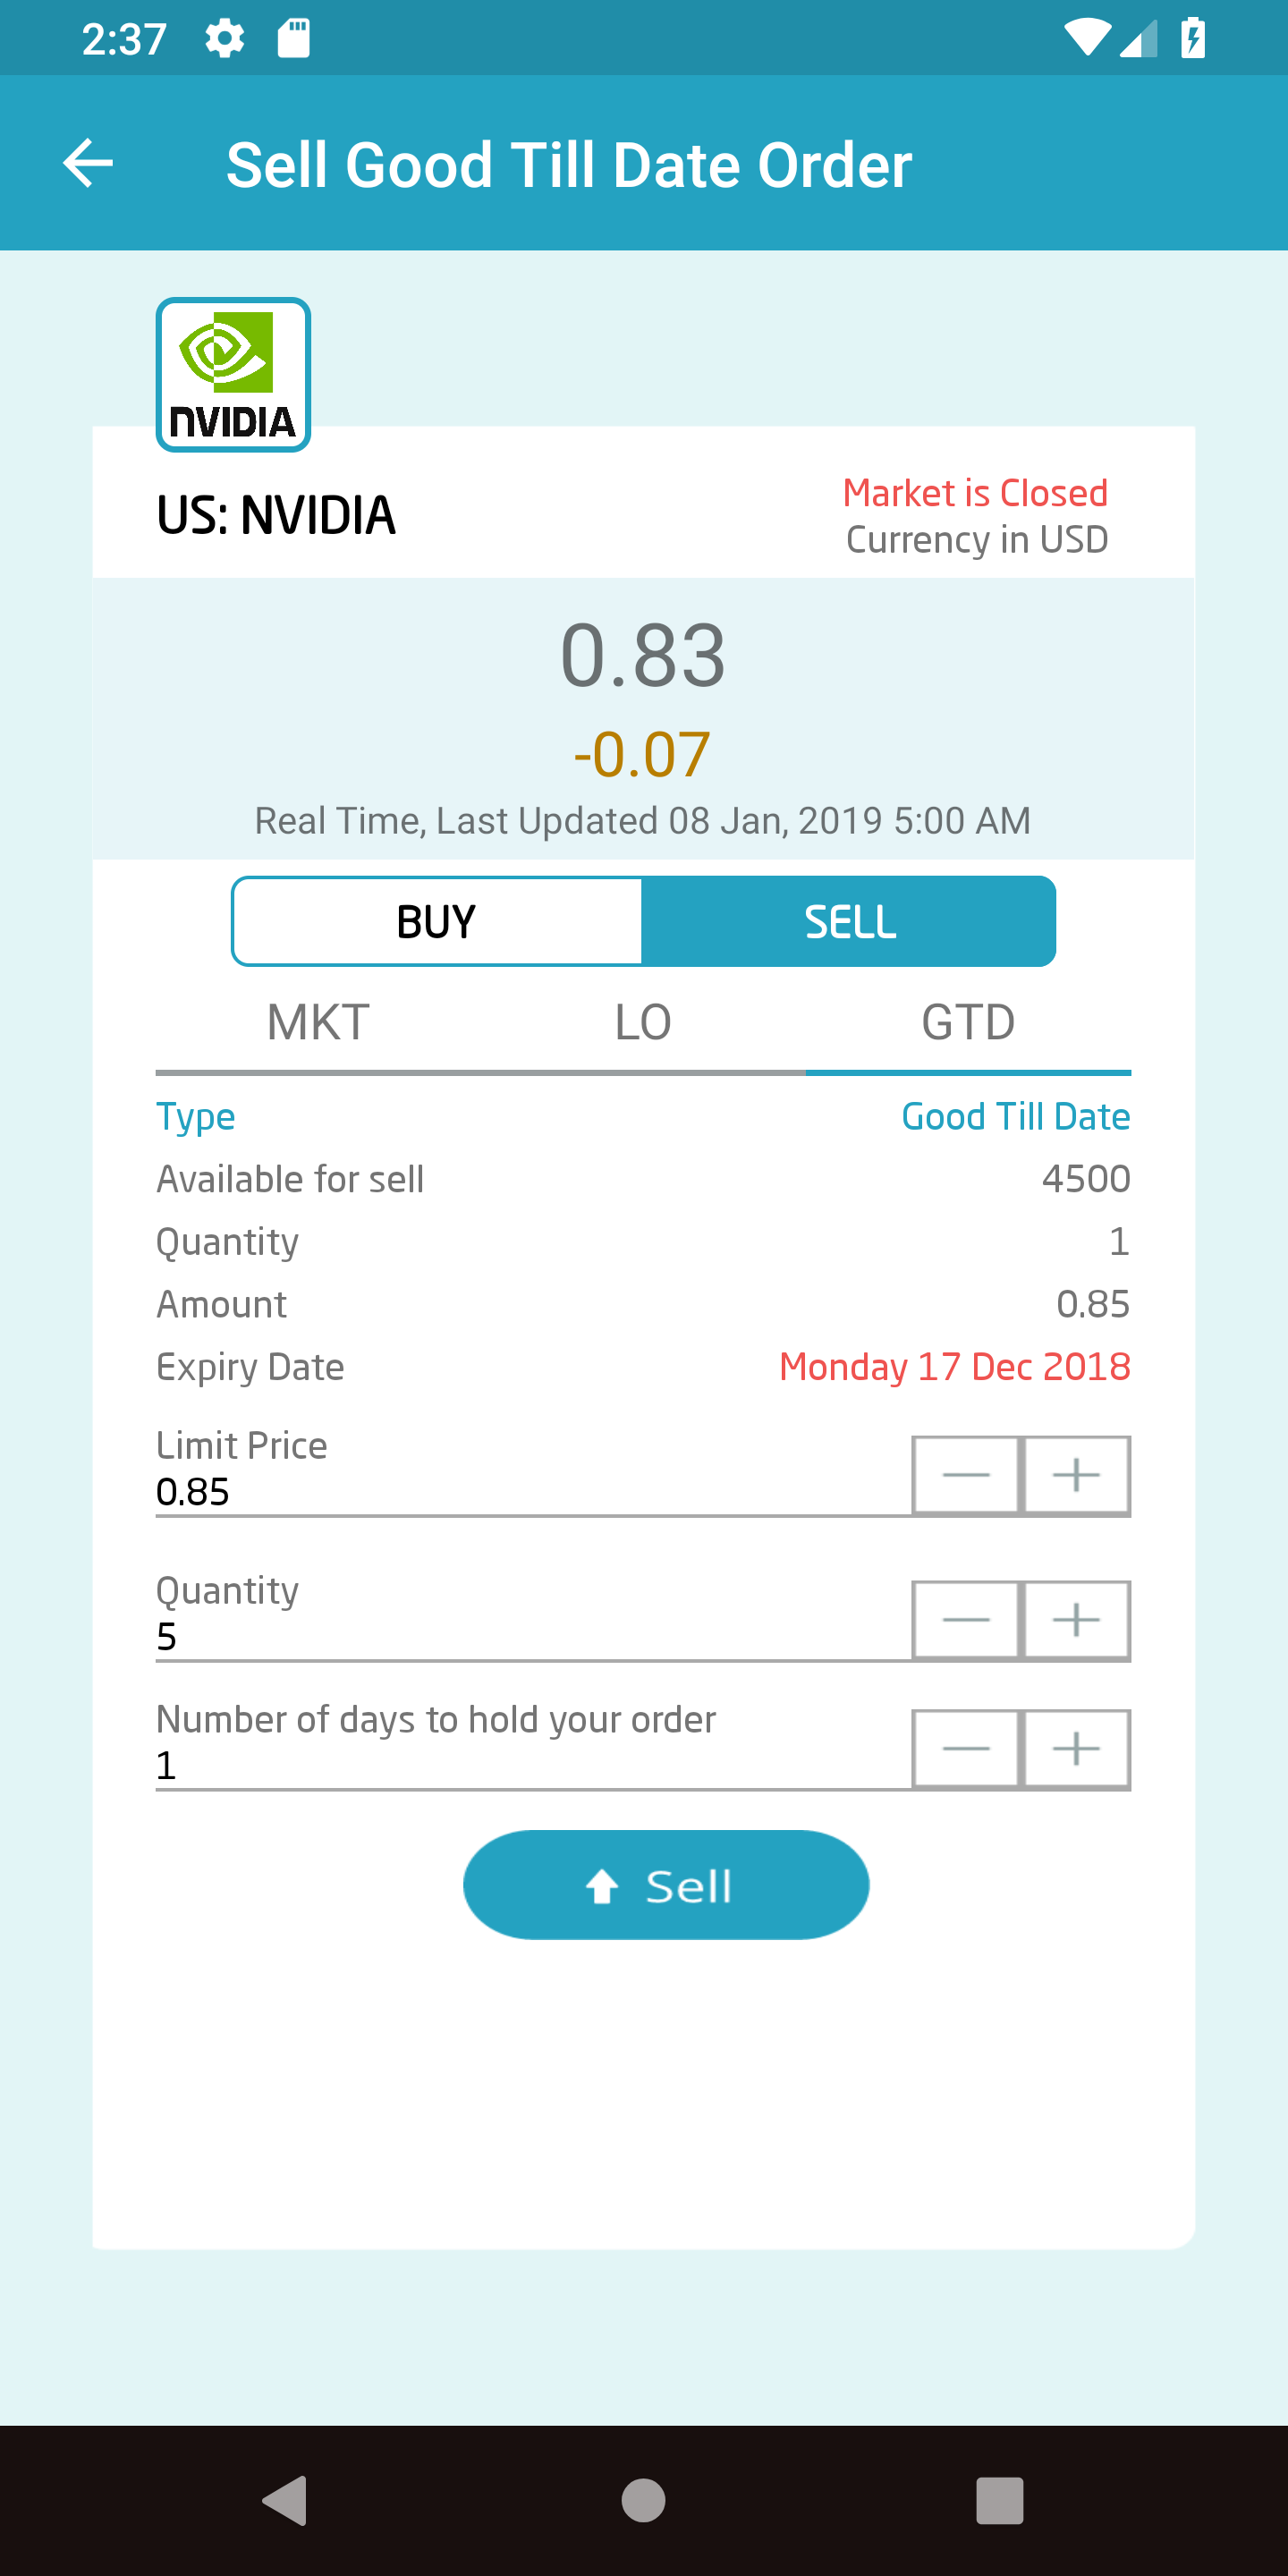 2:37
Sell Good Till Date Order
NVIDIA
US: NVIDIA
Market is Closed
Currency in USD
0.83
-0.07
Real Time, Last Updated 08 Jan, 2019 5:00 AM
BUY SELL
MKT LO GTD
Type Good Till Date
Available for sell 4500
Quantity 1
Amount 0.85
Expiry Date Monday 17 Dec 2018
Limit Price
0.85
Quantity
5
Number of days to hold your order
1
Sell